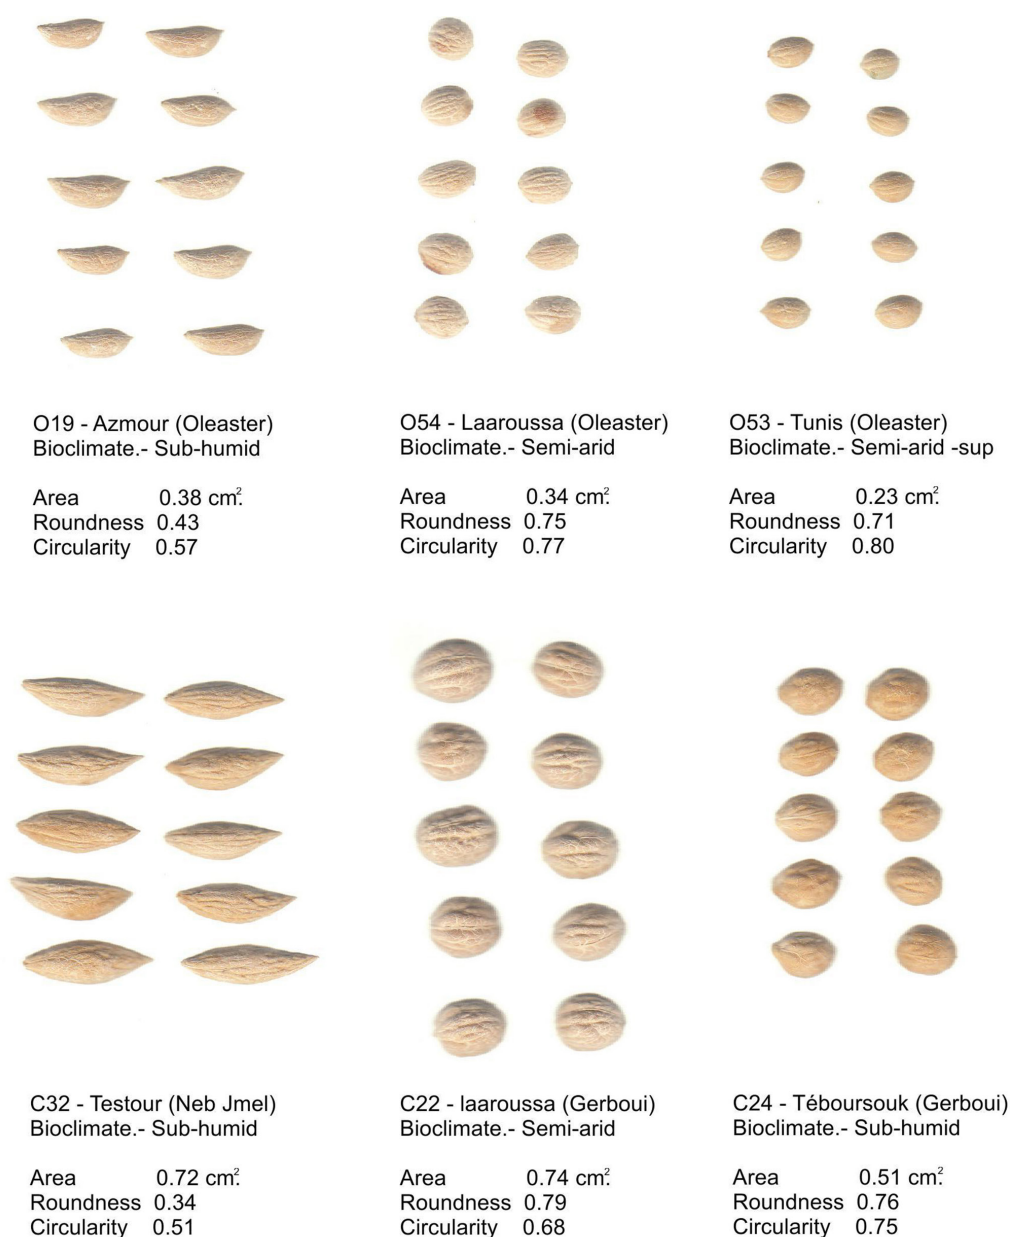 O19 - Azmour (Oleaster)
Bioclimate.- Sub-humid
Area 0.38 cm².
Roundness 0.43
Circularity 0.57
O54 - Laaroussa (Oleaster)
Bioclimate.- Semi-arid
Area 0.34 cm².
Roundness 0.75
Circularity 0.77
O53 - Tunis (Oleaster)
Bioclimate.- Semi-arid -sup
Area 0.23 cm².
Roundness 0.71
Circularity 0.80
C32 - Testour (Neb Jmel)
Bioclimate.- Sub-humid
Area 0.72 cm².
Roundness 0.34
Circularity 0.51
C22 - laaroussa (Gerboui)
Bioclimate.- Semi-arid
Area 0.74 cm².
Roundness 0.79
Circularity 0.68
C24 - Téboursouk (Gerboui)
Bioclimate.- Sub-humid
Area 0.51 cm².
Roundness 0.76
Circularity 0.75